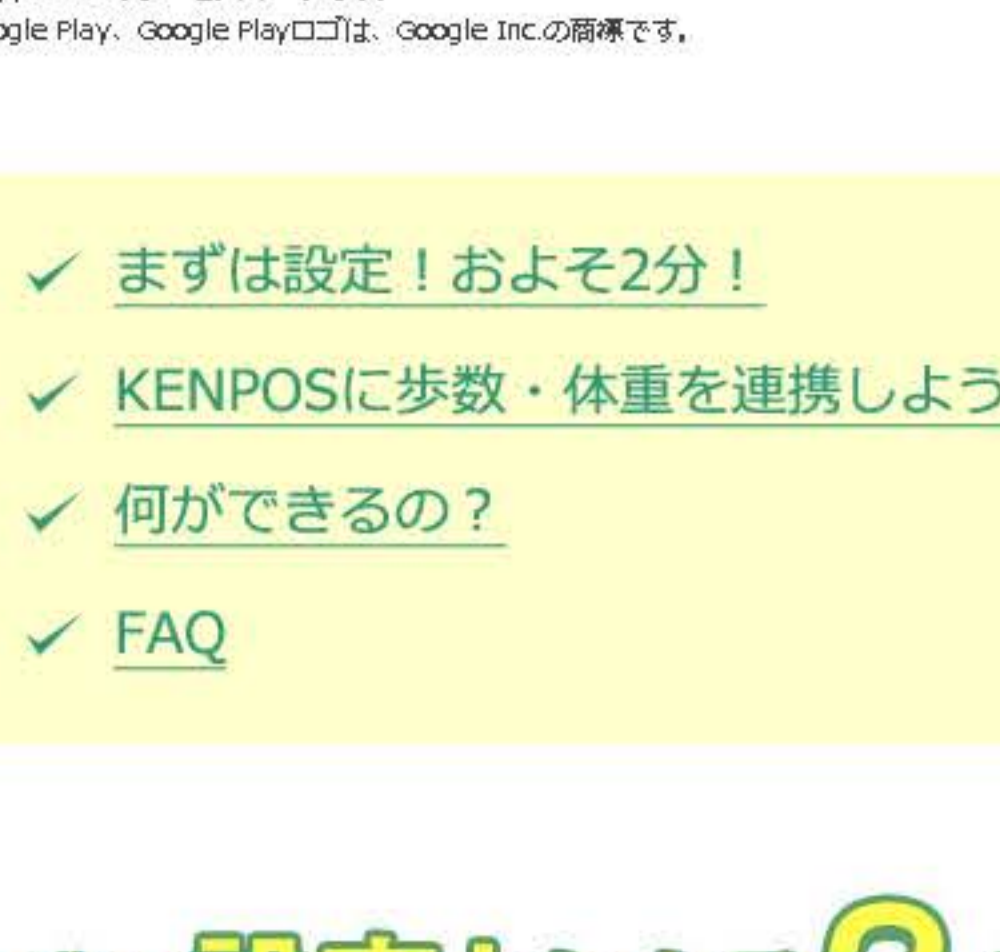 ogle Play、Google Playロゴは、Google Inc.の商標です。
まずは設定！およそ2分！
KENPOSに歩数・体重を連携しよう
何ができるの？
FAQ